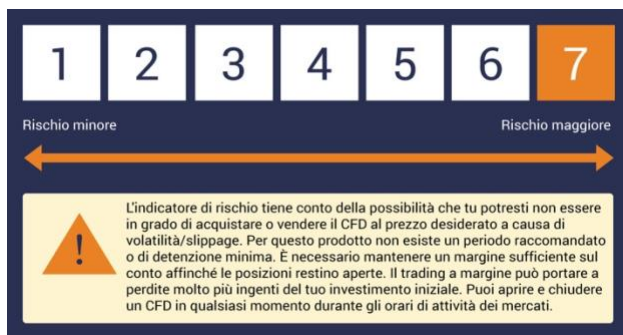 1 2 3 4 5 6 7
Rischio minore Rischio maggiore
!
L'indicatore di rischio tiene conto della possibilità che tu potresti non essere
in grado di acquistare o vendere il CFD al prezzo desiderato a causa di
volatilità/slippage. Per questo prodotto non esiste un periodo raccomandato
o di detenzione minima. È necessario mantenere un margine sufficiente sul
conto affinché le posizioni restino aperte. Il trading a margine può portare a
perdite molto più ingenti del tuo investimento iniziale. Puoi aprire e chiudere
un CFD in qualsiasi momento durante gli orari di attività dei mercati.